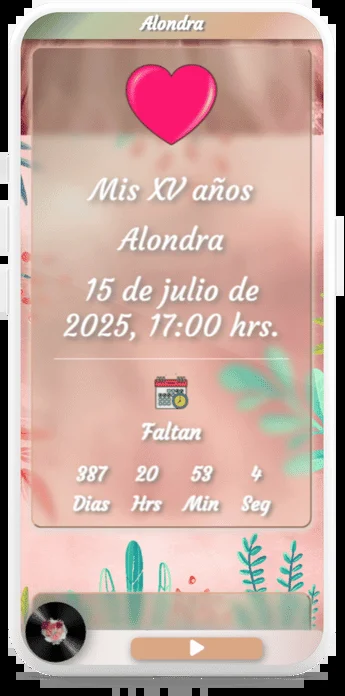 Alondra
Mis XV años
Alondra
15 de julio de
2025, 17:00 hrs.
Faltan
387 20 53 4
Dias Hrs Min Seg